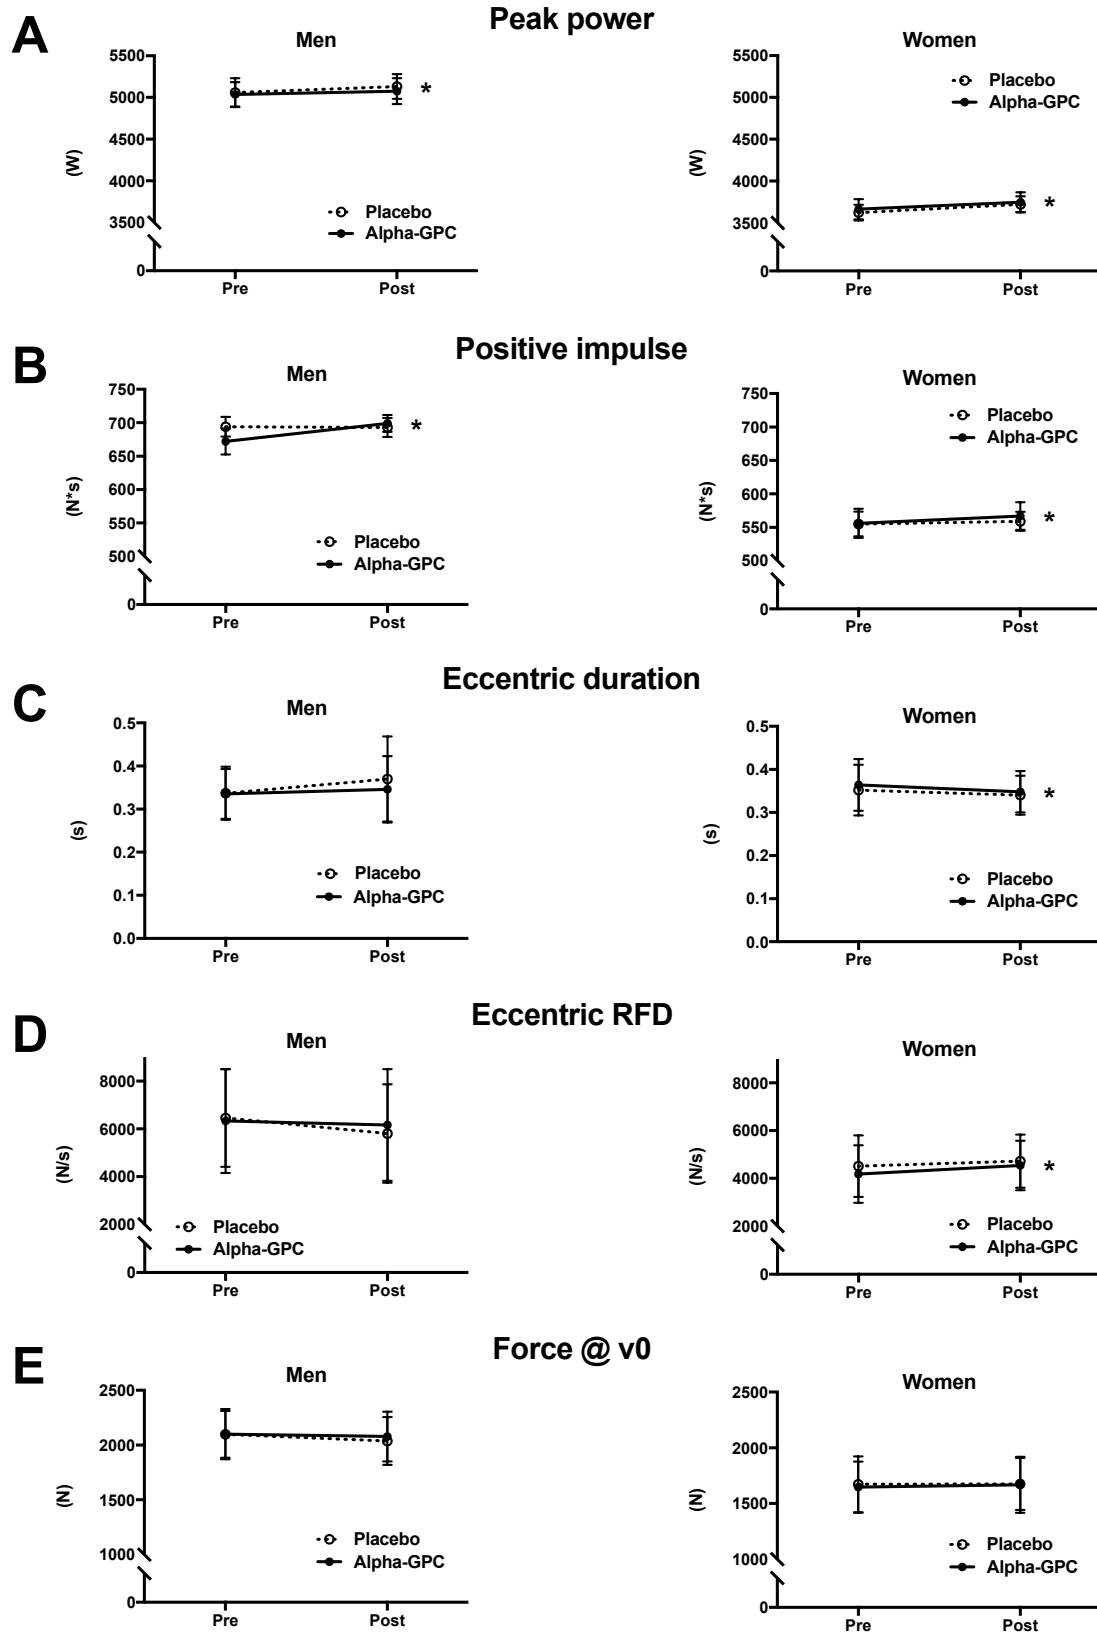 A
Peak power
Men
Women
5500
5000
4500
4000
3500
0
(W)
*
Placebo
Alpha-GPC
Pre
Post
5500
5000
4500
4000
3500
0
(W)
*
Placebo
Alpha-GPC
Pre
Post
B
Positive impulse
Men
Women
750
700
650
600
550
500
0
(N*s)
*
Placebo
Alpha-GPC
Pre
Post
750
700
650
600
550
500
0
(N*s)
*
Placebo
Alpha-GPC
Pre
Post
C
Eccentric duration
Men
Women
0.5
0.4
0.3
0.2
0.1
0.0
(s)
Placebo
Alpha-GPC
Pre
Post
0.5
0.4
0.3
0.2
0.1
0.0
(s)
*
Placebo
Alpha-GPC
Pre
Post
D
Eccentric RFD
Men
Women
8000
6000
4000
2000
0
(N/s)
Placebo
Alpha-GPC
Pre
Post
8000
6000
4000
2000
0
(N/s)
*
Placebo
Alpha-GPC
Pre
Post
E
Force @ v0
Men
Women
2500
2000
1500
1000
0
(N)
Placebo
Alpha-GPC
Pre
Post
2500
2000
1500
1000
0
(N)
Placebo
Alpha-GPC
Pre
Post